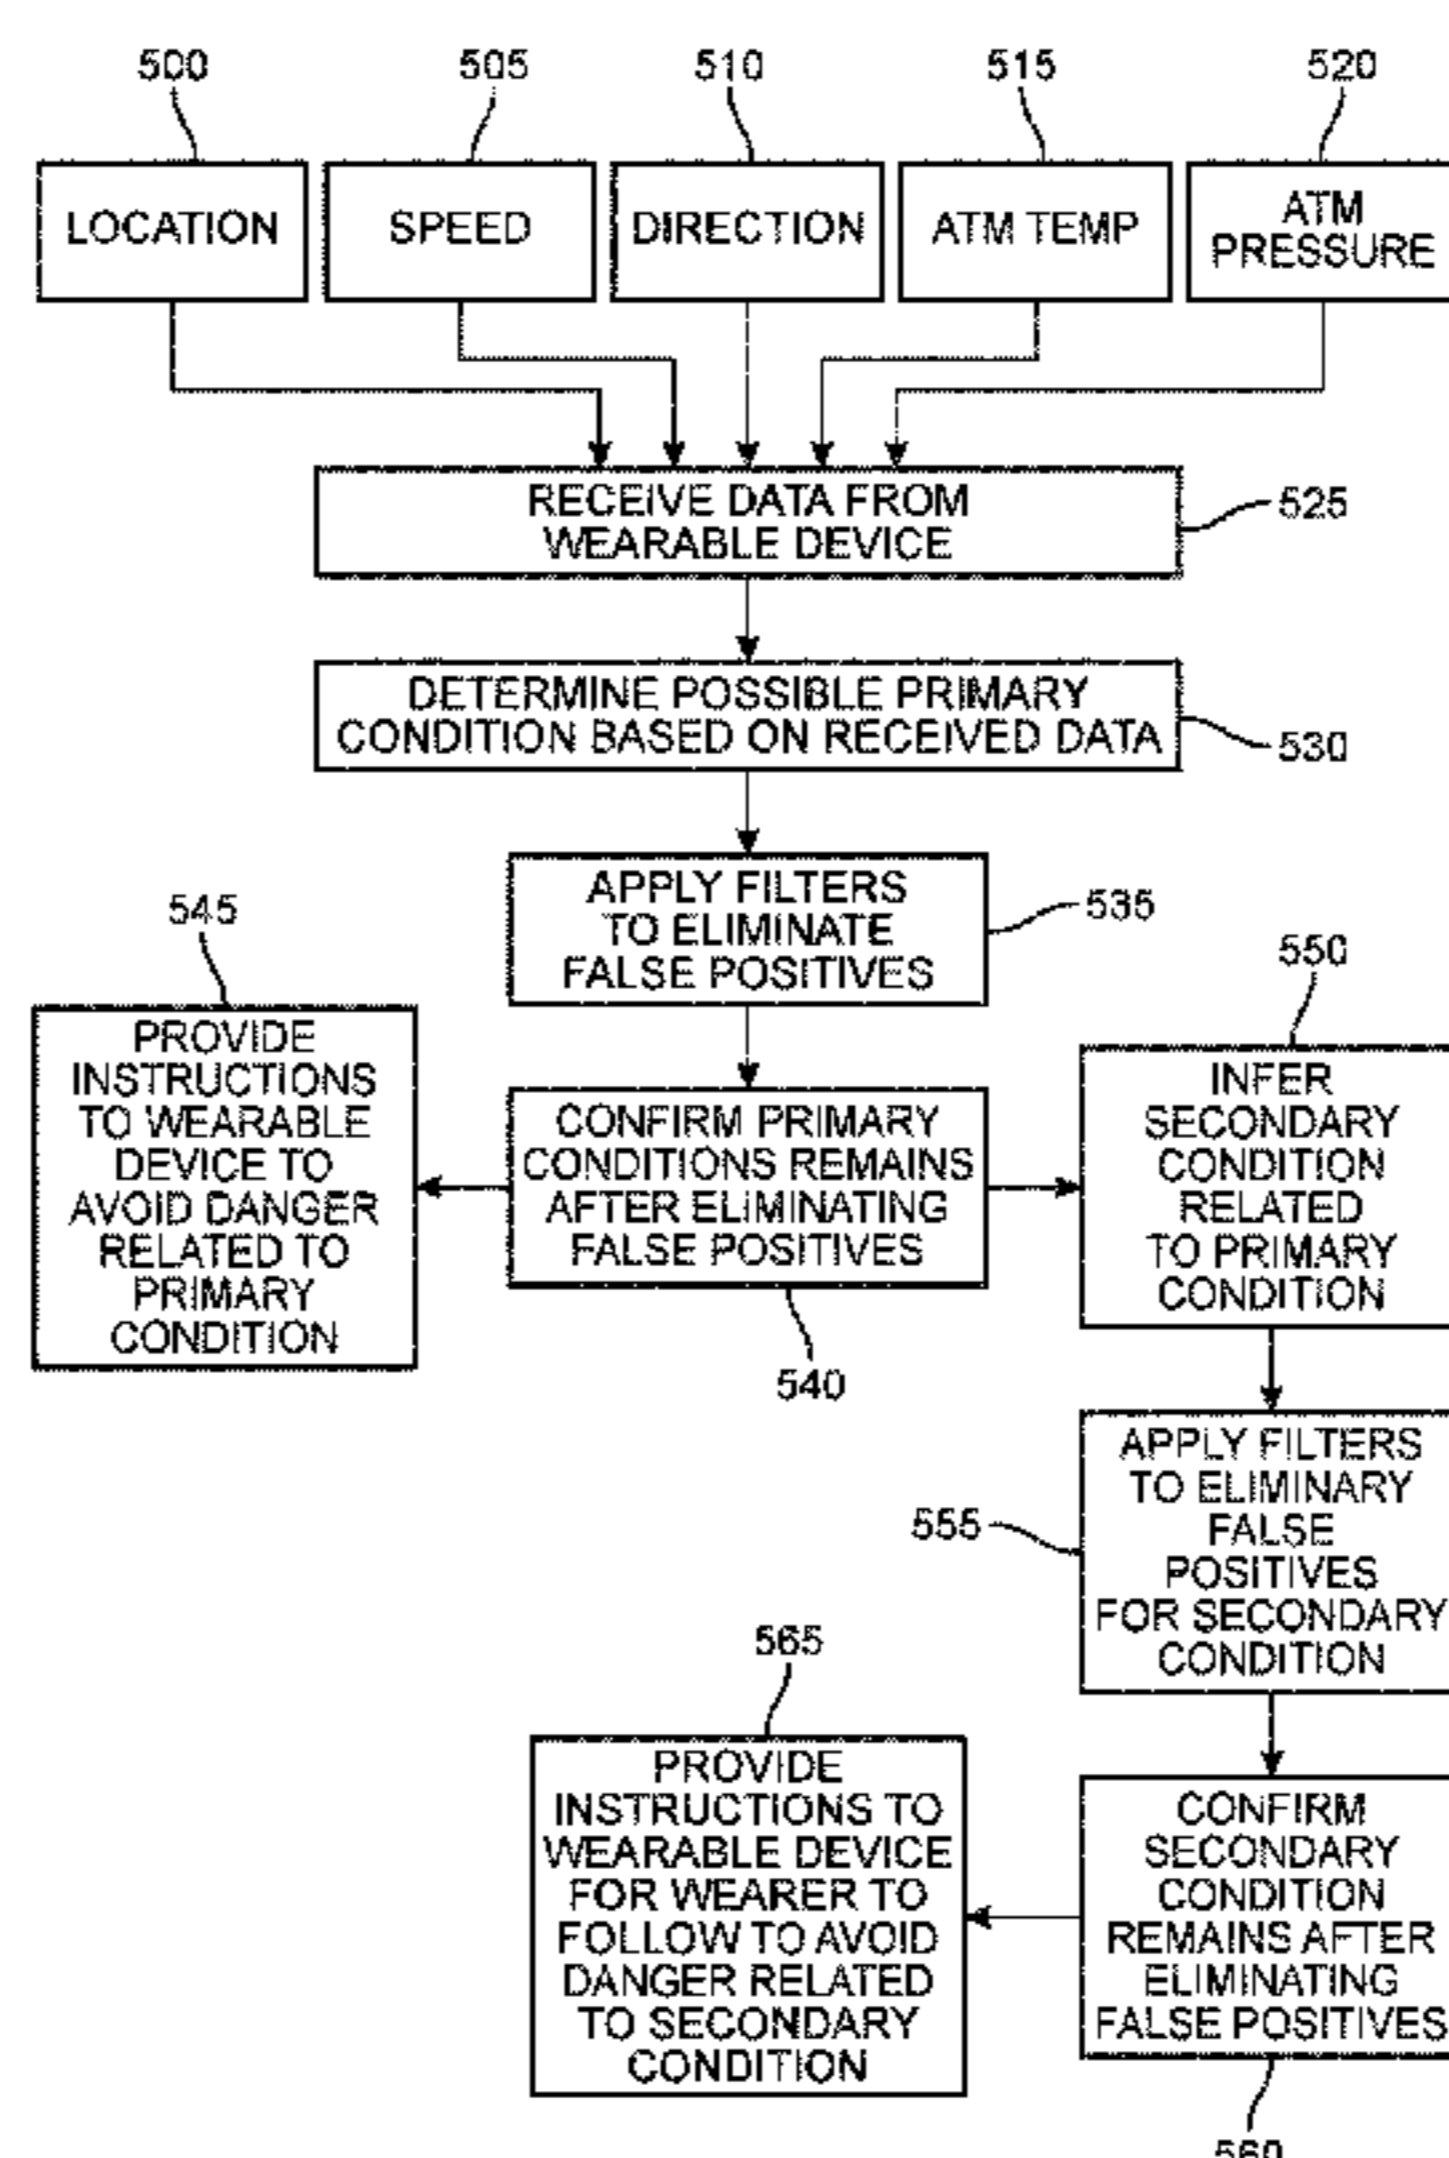 500
505
510
515
520
LOCATION
SPEED
DIRECTION
ATM TEMP
ATM
PRESSURE
RECEIVE DATA FROM
WEARABLE DEVICE
525
DETERMINE POSSIBLE PRIMARY
CONDITION BASED ON RECEIVED DATA
530
APPLY FILTERS
TO ELIMINATE
FALSE POSITIVES
535
545
PROVIDE
INSTRUCTIONS
TO WEARABLE
DEVICE TO
AVOID DANGER
RELATED TO
PRIMARY
CONDITION
CONFIRM PRIMARY
CONDITIONS REMAINS
AFTER ELIMINATING
FALSE POSITIVES
540
550
INFER
SECONDARY
CONDITION
RELATED
TO PRIMARY
CONDITION
555
APPLY FILTERS
TO ELIMINARY
FALSE
POSITIVES
FOR SECONDARY
CONDITION
565
PROVIDE
INSTRUCTIONS TO
WEARABLE DEVICE
FOR WEARER TO
FOLLOW TO AVOID
DANGER RELATED
TO SECONDARY
CONDITION
CONFIRM
SECONDARY
CONDITION
REMAINS AFTER
ELIMINATING
FALSE POSITIVES
560